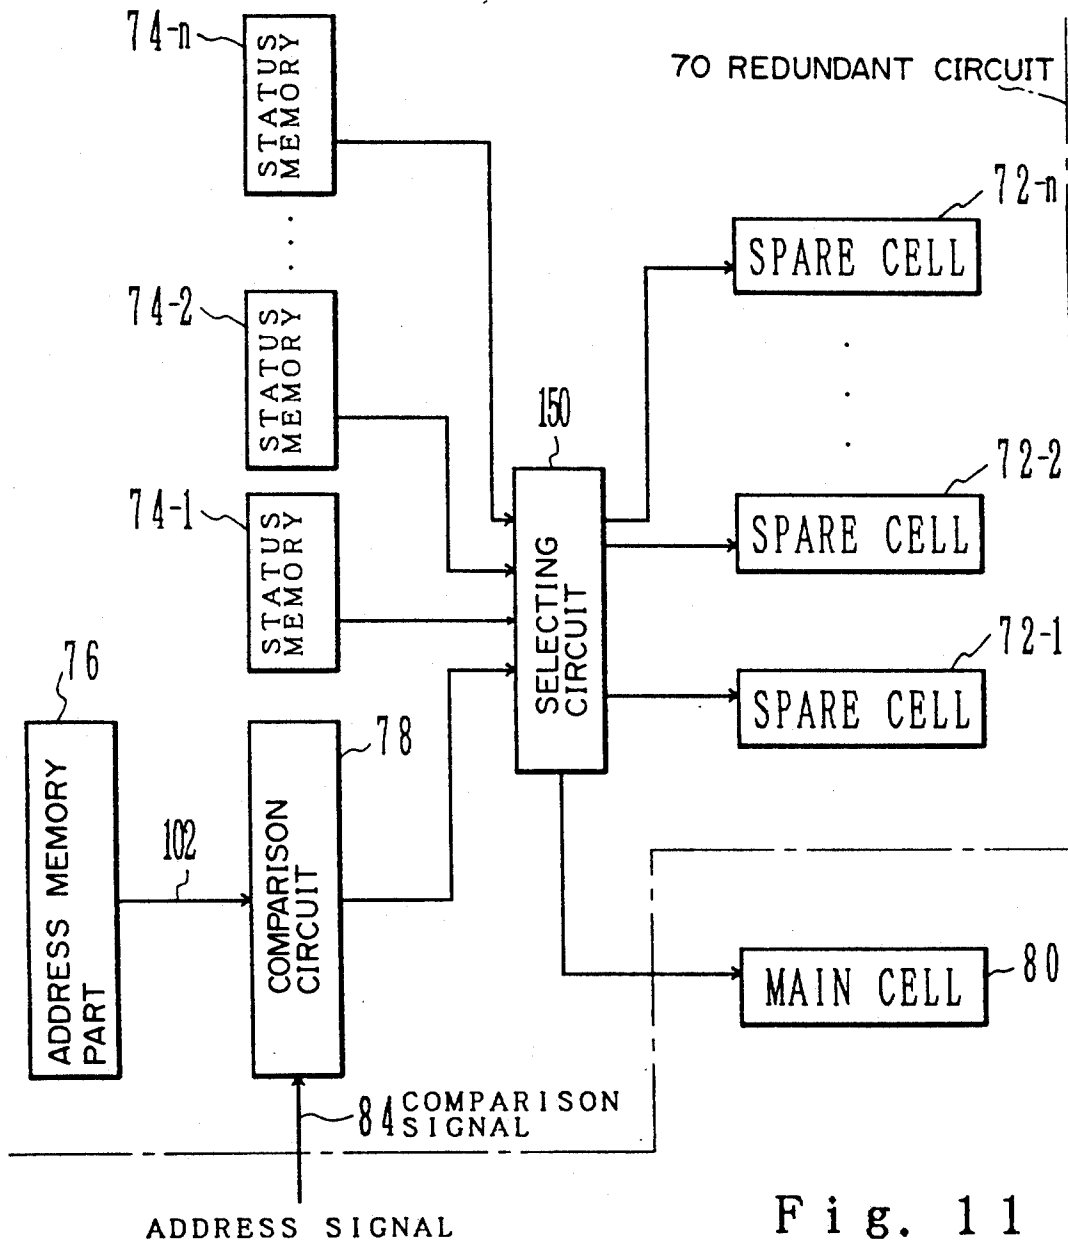 74-n
STATUS
MEMORY
70 REDUNDANT CIRCUIT
72-n
SPARE CELL
74-2
STATUS
MEMORY
150
72-2
SPARE CELL
74-1
STATUS
MEMORY
SELECTING
CIRCUIT
72-1
SPARE CELL
76
ADDRESS MEMORY
PART
102
78
COMPARISON
CIRCUIT
MAIN CELL
80
84 COMPARISON
SIGNAL
ADDRESS SIGNAL
Fig. 11